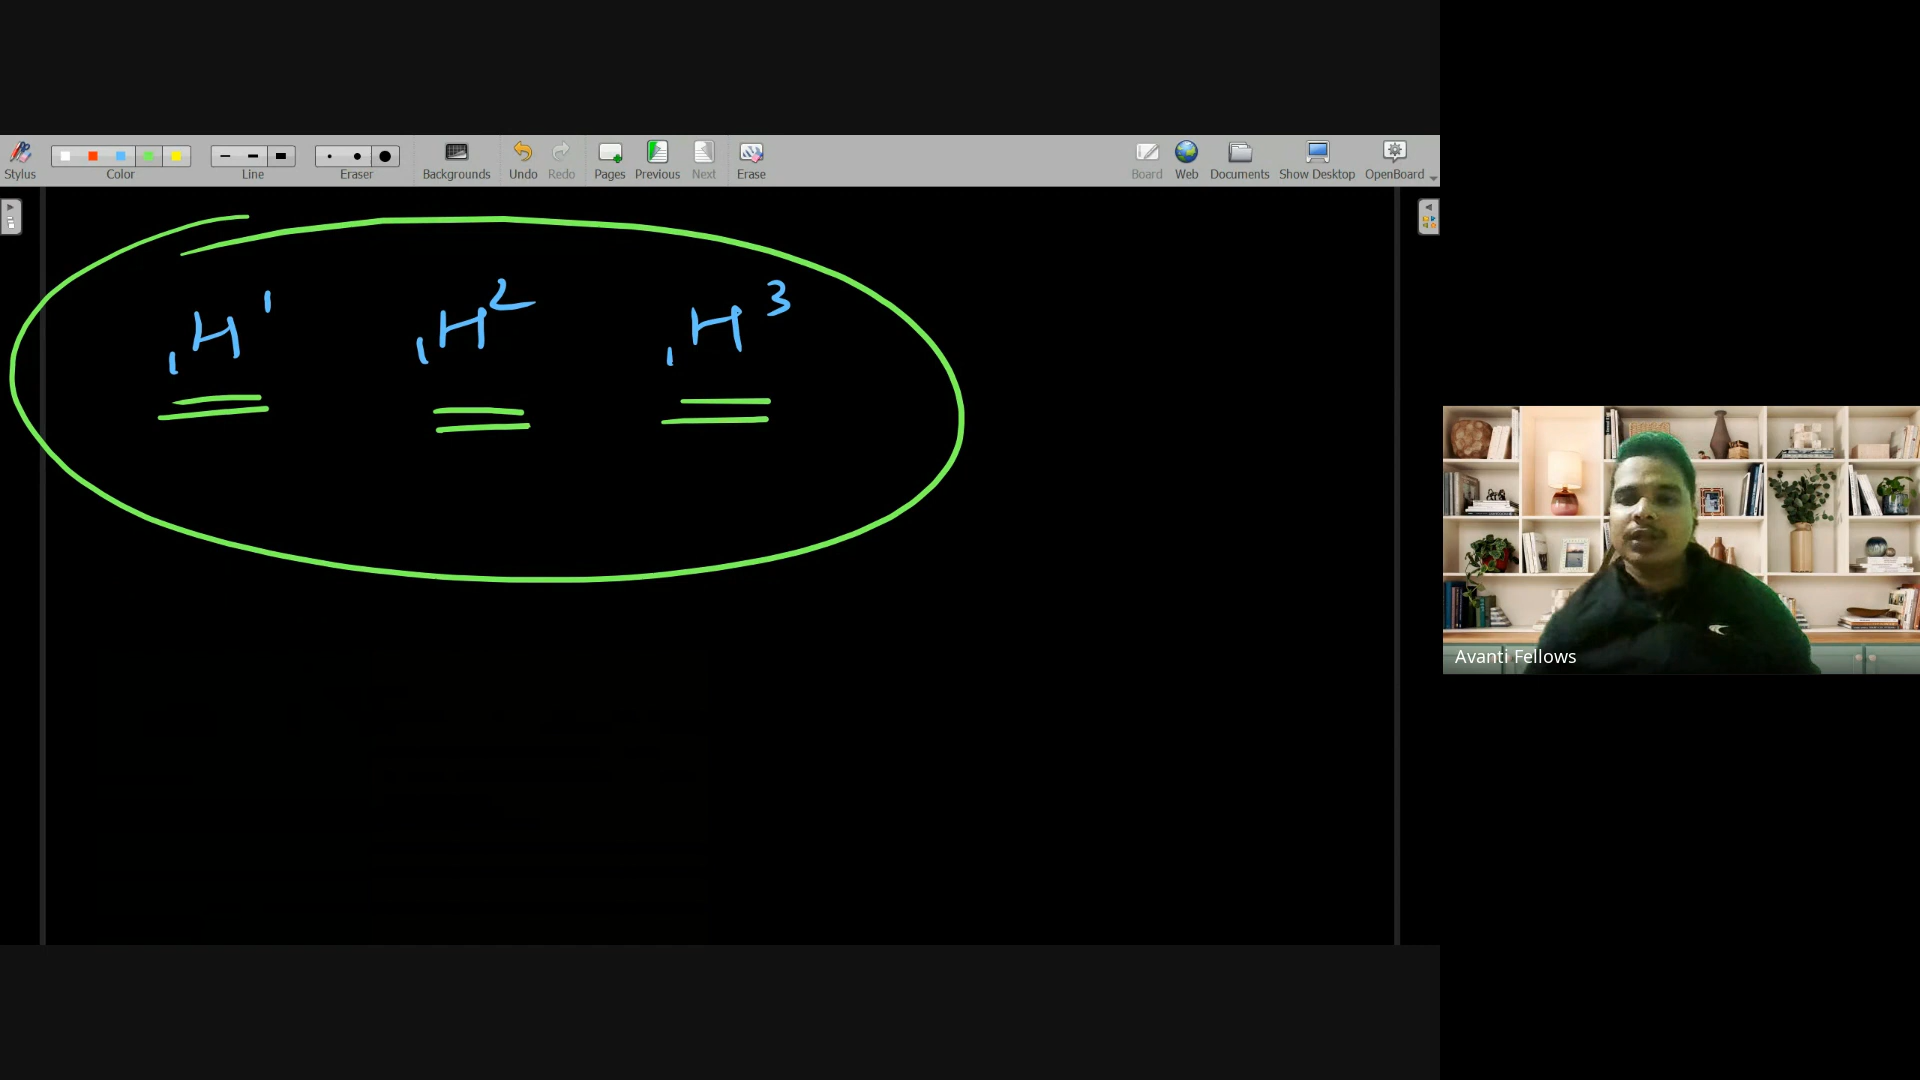 Stylus Color Line Eraser Backgrounds Undo Redo Pages Previous Next Erase Board Web Documents Show Desktop OpenBoard
₁H¹ ₁H² ₁H³
Avanti Fellows